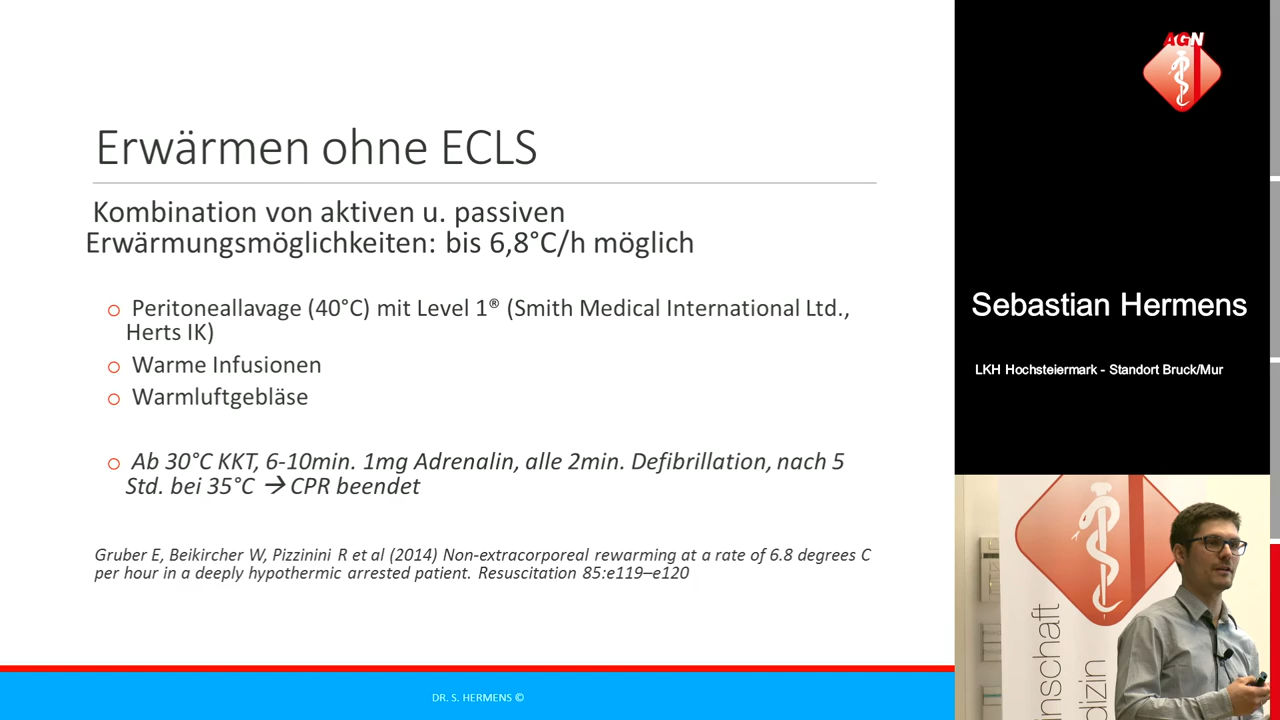 Erwärmen ohne ECLS
Kombination von aktiven u. passiven
Erwärmungsmöglichkeiten: bis 6,8°C/h möglich
Peritoneallavage (40°C) mit Level 1® (Smith Medical International Ltd.,
Herts IK)
Warme Infusionen
Warmluftgebläse
Ab 30°C KKT, 6-10min. 1mg Adrenalin, alle 2min. Defibrillation, nach 5
Std. bei 35°C → CPR beendet
Gruber E, Beikircher W, Pizzinini R et al (2014) Non-extracorporeal rewarming at a rate of 6.8 degrees C
per hour in a deeply hypothermic arrested patient. Resuscitation 85:e119–e120
DR. S. HERMENS ©
AGN
Sebastian Hermens
LKH Hochsteiermark - Standort Bruck/Mur
inschaft
dizin